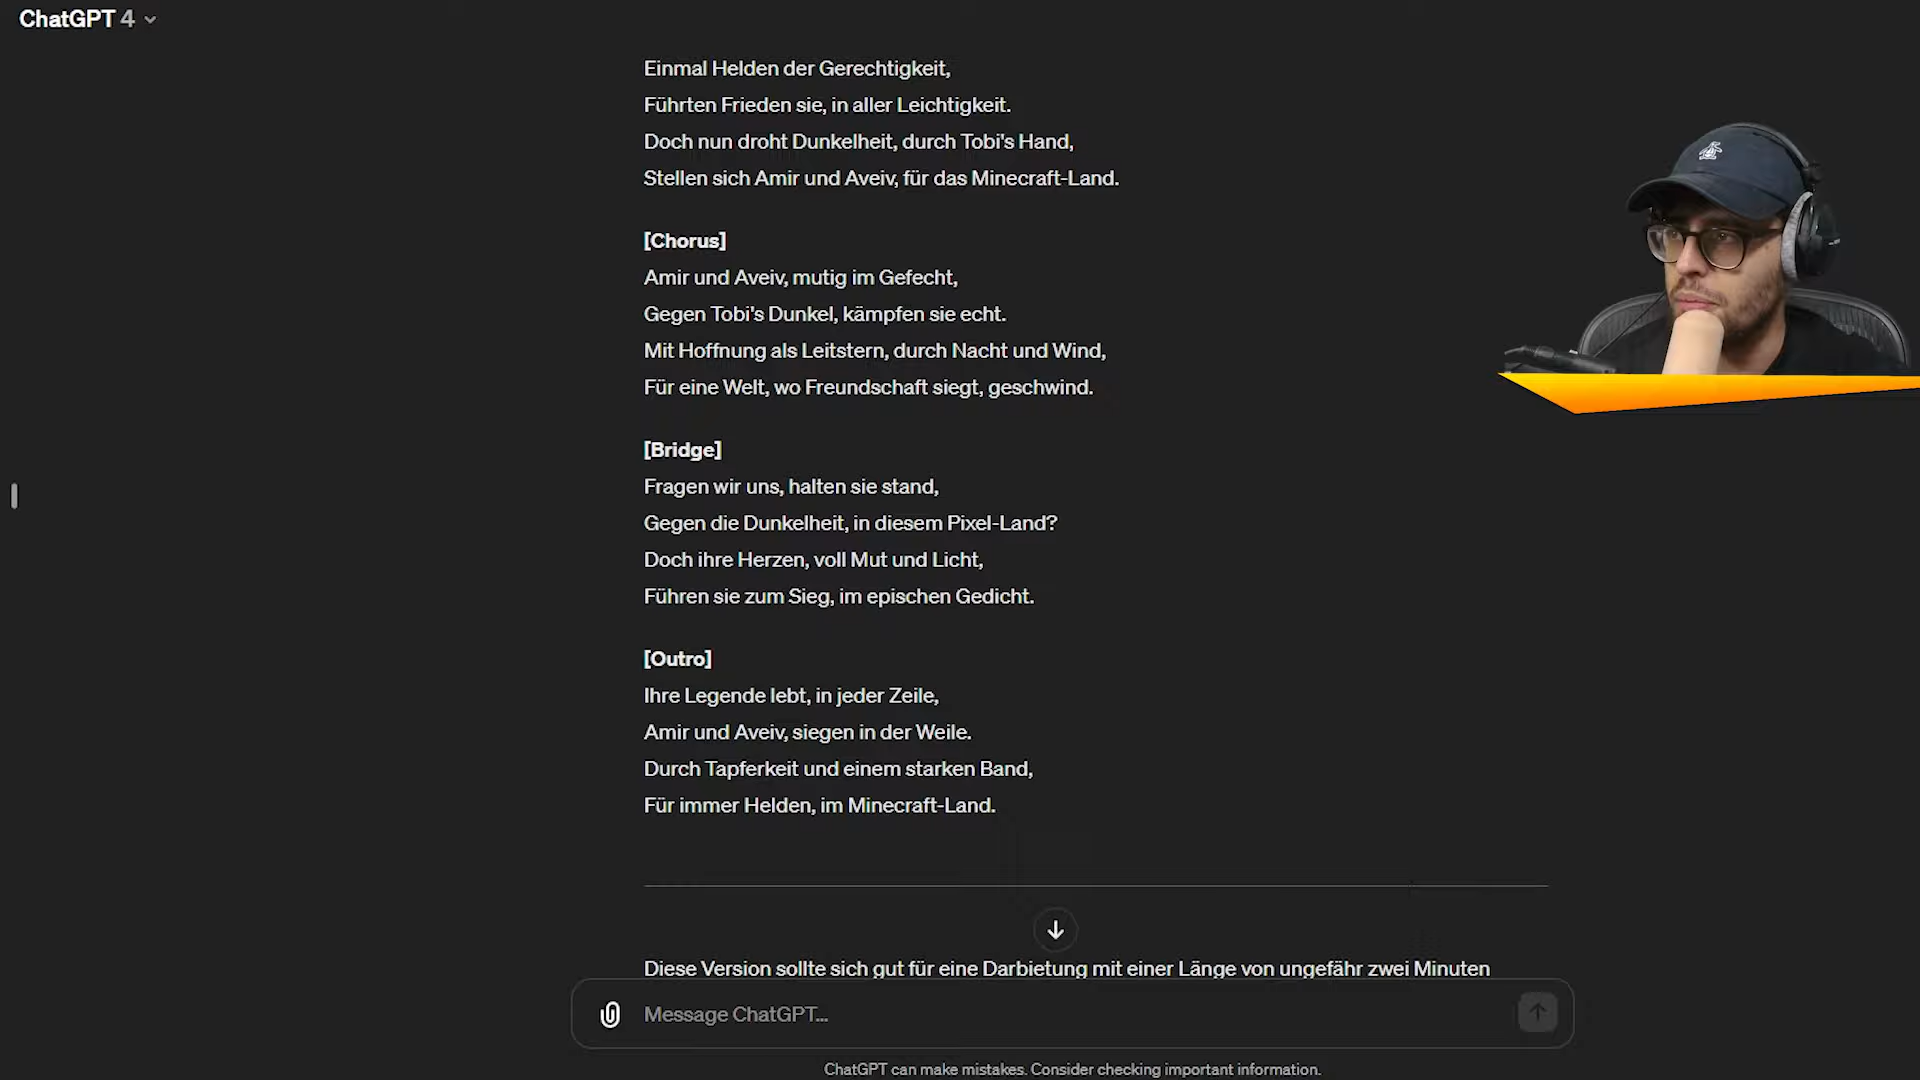 ChatGPT 4
Einmal Helden der Gerechtigkeit,
Führten Frieden sie, in aller Leichtigkeit.
Doch nun droht Dunkelheit, durch Tobi's Hand,
Stellen sich Amir und Aveiv, für das Minecraft-Land.
[Chorus]
Amir und Aveiv, mutig im Gefecht,
Gegen Tobi's Dunkel, kämpfen sie echt.
Mit Hoffnung als Leitstern, durch Nacht und Wind,
Für eine Welt, wo Freundschaft siegt, geschwind.
[Bridge]
Fragen wir uns, halten sie stand,
Gegen die Dunkelheit, in diesem Pixel-Land?
Doch ihre Herzen, voll Mut und Licht,
Führen sie zum Sieg, im epischen Gedicht.
[Outro]
Ihre Legende lebt, in jeder Zeile,
Amir und Aveiv, siegen in der Weile.
Durch Tapferkeit und einem starken Band,
Für immer Helden, im Minecraft-Land.
Diese Version sollte sich gut für eine Darbietung mit einer Länge von ungefähr zwei Minuten
Message ChatGPT...
ChatGPT can make mistakes. Consider checking important information.